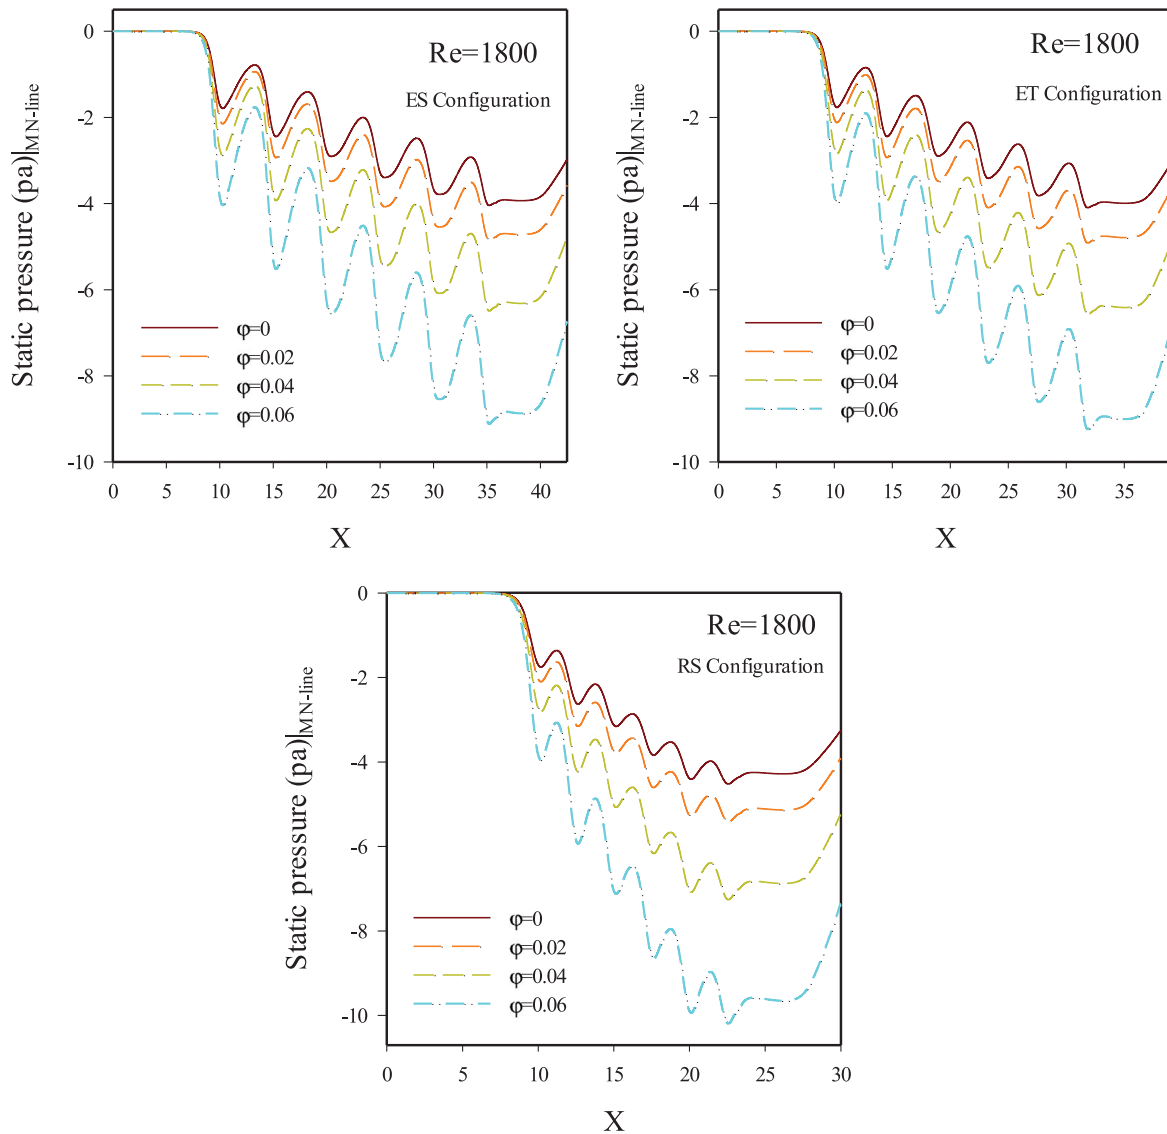 Re=1800
ES Configuration
Static pressure (pa)|MN-line
0
-2
-4
-6
-8
-10
φ=0
φ=0.02
φ=0.04
φ=0.06
0 5 10 15 20 25 30 35 40
X
Re=1800
ET Configuration
Static pressure (pa)|MN-line
0
-2
-4
-6
-8
-10
φ=0
φ=0.02
φ=0.04
φ=0.06
0 5 10 15 20 25 30 35
X
Re=1800
RS Configuration
Static pressure (pa)|MN-line
0
-2
-4
-6
-8
-10
φ=0
φ=0.02
φ=0.04
φ=0.06
0 5 10 15 20 25 30
X